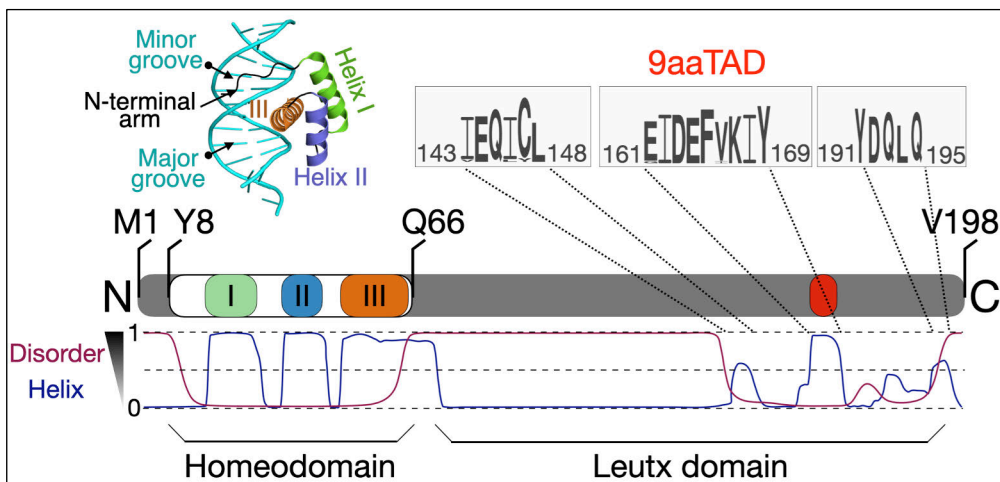 Minor
groove
N-terminal
arm
Major
groove
III
Helix I
Helix II
9aaTAD
143 IEQICL 148
161 EIDEFVKIY 169
191 YDQLQ 195
M1 Y8 Q66 V198
N I II III C
1
Disorder
Helix
0
Homeodomain Leutx domain